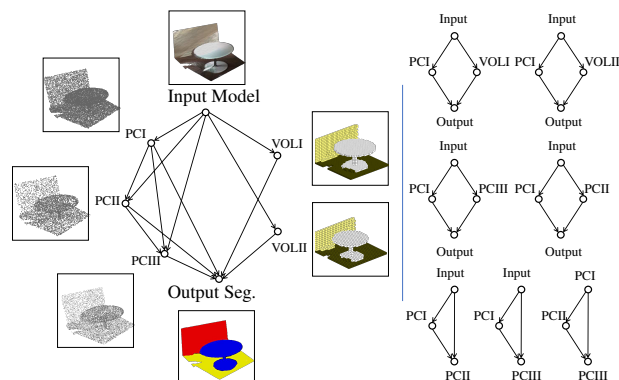 Input Model
PCI
VOLI
PCII
PCIII
VOLII
Output Seg.
Input
PCI
VOLI
Output
Input
PCI
VOLII
Output
Input
PCI
PCIII
Output
Input
PCI
PCII
Output
Input
PCI
PCII
Input
PCI
PCIII
PCI
PCII
PCIII